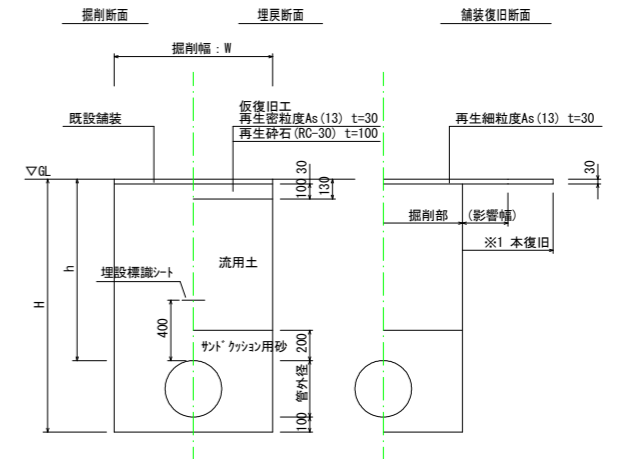 掘削断面
埋戻断面
舗装復旧断面
掘削幅：W
仮復旧工
再生密粒度As(13) t=30
再生砕石(RC-30) t=100
既設舗装
再生細粒度As(13) t=30
▽GL
30
100
130
30
掘削部
(影響幅)
※1 本復旧
流用土
埋設標識ｼｰﾄ
h
H
400
ｻﾝﾄﾞｸｯｼｮﾝ用砂
200
管外径
100